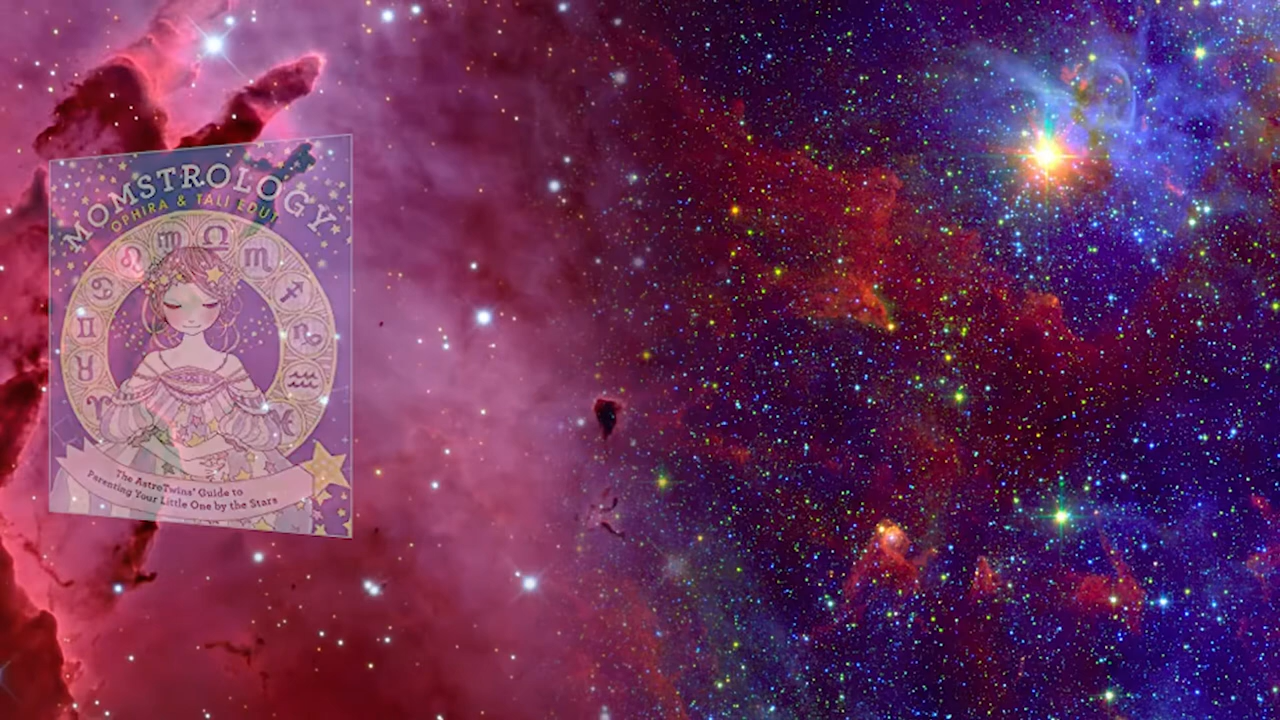 MOMSTROLOGY
OPHIRA & TALI EDUT
The AstroTwins' Guide to
Parenting Your Little One by the Stars